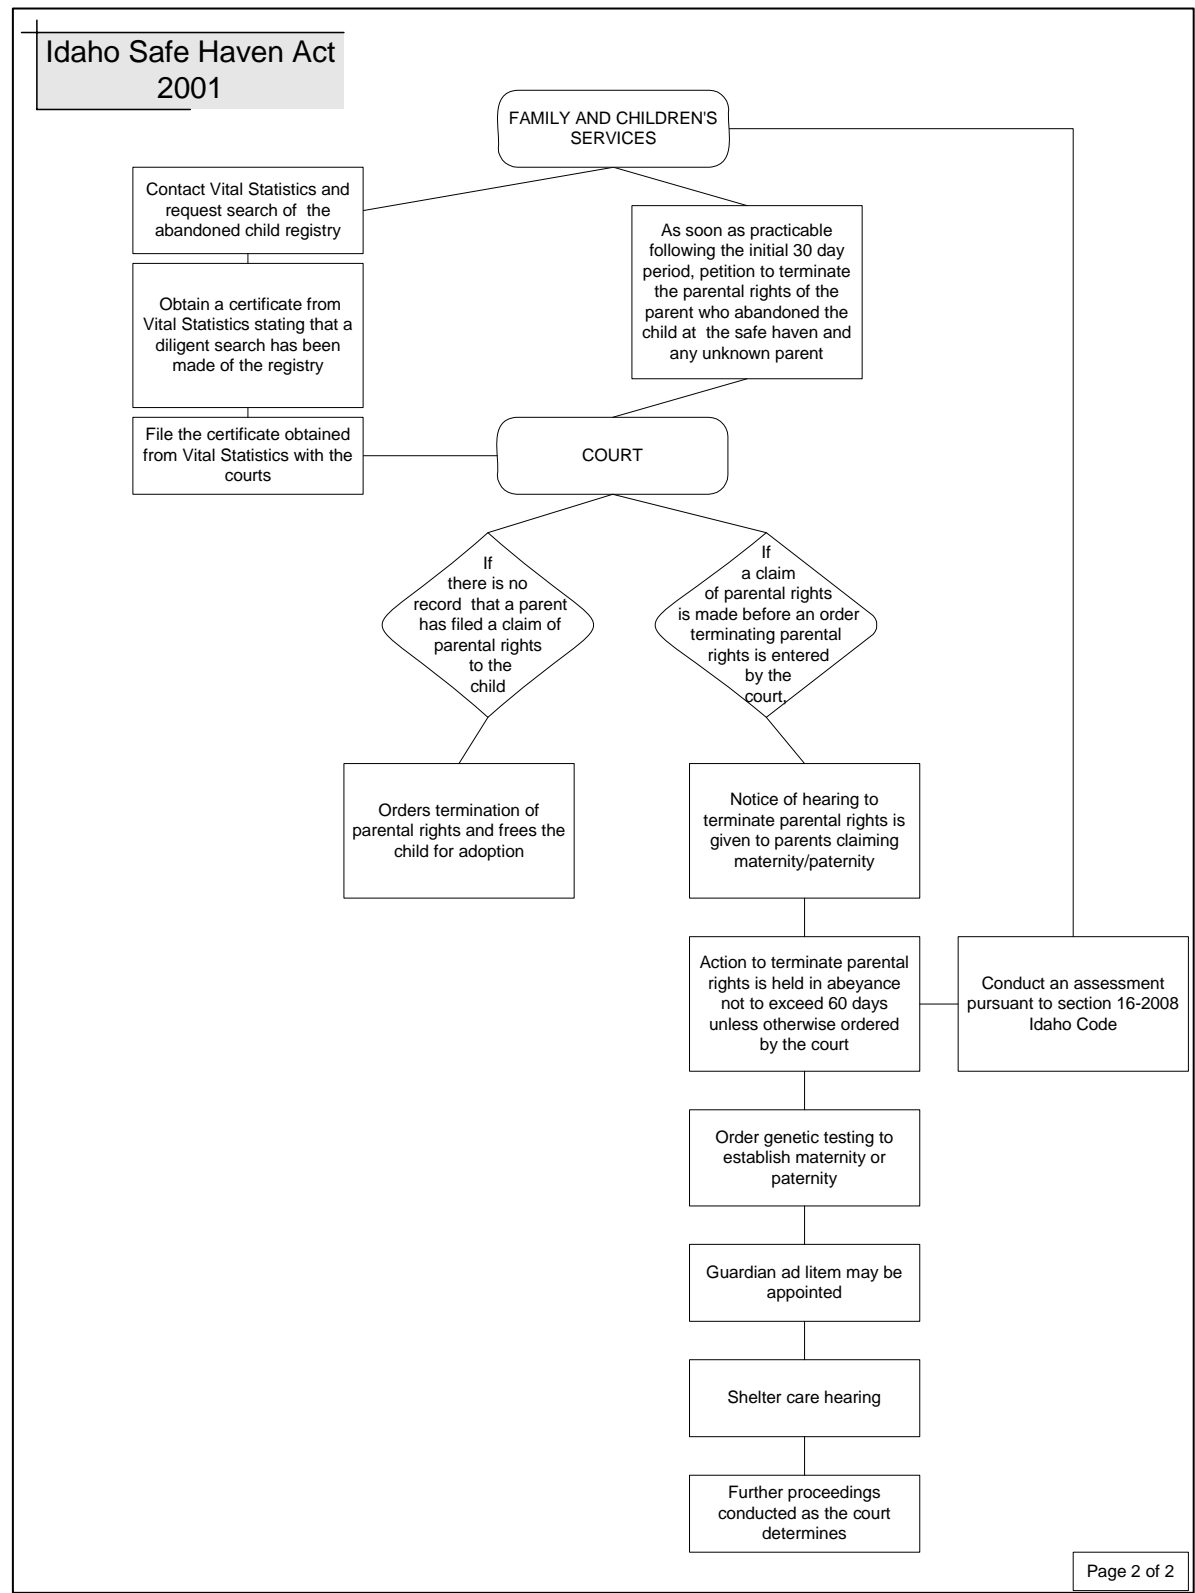 Idaho Safe Haven Act
2001
FAMILY AND CHILDREN'S
SERVICES
Contact Vital Statistics and
request search of the
abandoned child registry
Obtain a certificate from
Vital Statistics stating that a
diligent search has been
made of the registry
File the certificate obtained
from Vital Statistics with the
courts
As soon as practicable
following the initial 30 day
period, petition to terminate
the parental rights of the
parent who abandoned the
child at the safe haven and
any unknown parent
COURT
If
there is no
record that a parent
has filed a claim of
parental rights
to the
child
If
a claim
of parental rights
is made before an order
terminating parental
rights is entered
by the
court,
Orders termination of
parental rights and frees the
child for adoption
Notice of hearing to
terminate parental rights is
given to parents claiming
maternity/paternity
Action to terminate parental
rights is held in abeyance
not to exceed 60 days
unless otherwise ordered
by the court
Conduct an assessment
pursuant to section 16-2008
Idaho Code
Order genetic testing to
establish maternity or
paternity
Guardian ad litem may be
appointed
Shelter care hearing
Further proceedings
conducted as the court
determines
Page 2 of 2